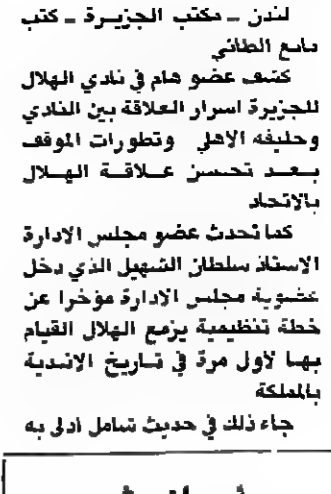 لندن _ مكتب الجزيرة _ كتب
مانع الطائي
كشف عضو هام في نادي الهلال
للجزيرة اسرار العلاقة بين النادي
وحليفه الاهلي وتطورات الموقف
بعد تحسن علاقة الهلال
بالاتحاد
كما تحدث عضو مجلس الادارة
الاستاذ سلطان السهيل الذي دخل
عضوية مجلس الادارة مؤخرا عن
خطة تنظيمية يزمع الهلال القيام
بها لاول مرة في تاريخ الاندية
بالمملكة
جاء ذلك في حديث شامل ادلى به